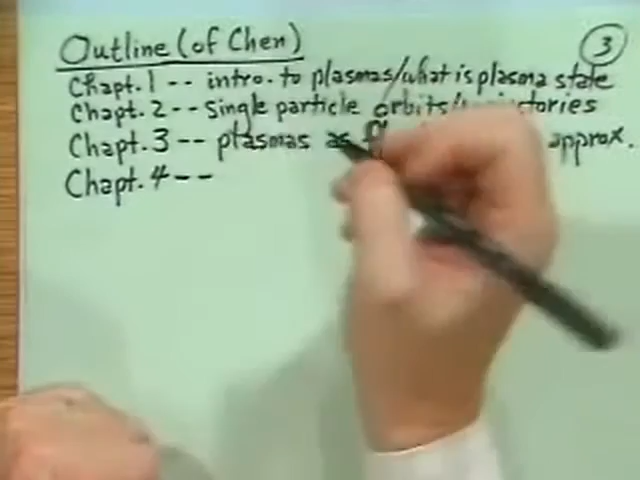 Outline (of Chen)
3
Chapt. 1 -- intro. to plasmas/what is plasma state
Chapt. 2 -- Single particle orbits/trajectories
Chapt. 3 -- plasmas as approx.
Chapt. 4 --